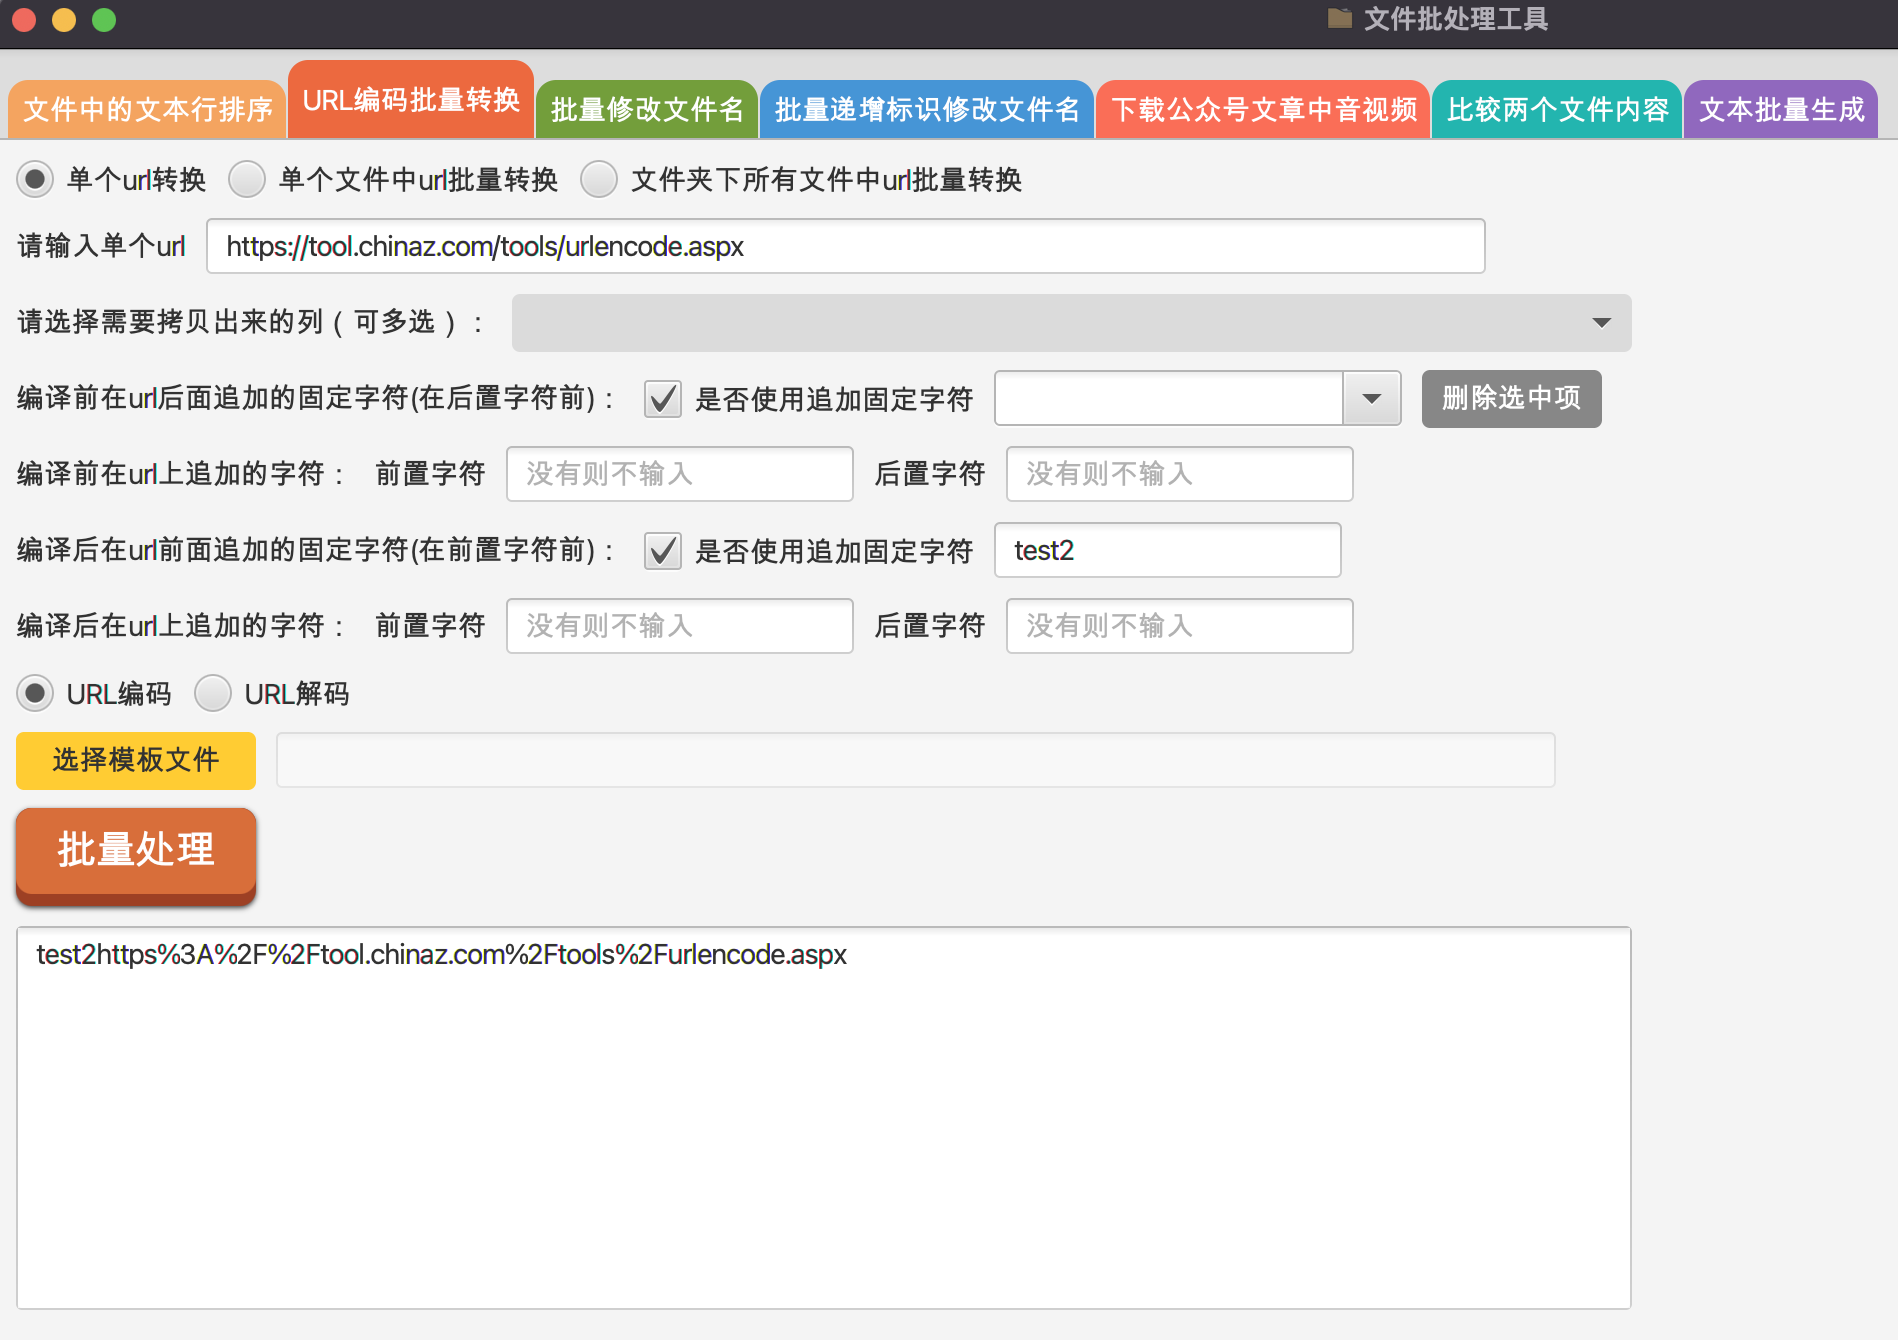 文件批处理工具
文件中的文本行排序 URL编码批量转换 批量修改文件名 批量递增标识修改文件名 下载公众号文章中音视频 比较两个文件内容 文本批量生成
单个url转换 单个文件中url批量转换 文件夹下所有文件中url批量转换
请输入单个url https://tool.chinaz.com/tools/urlencode.aspx
请选择需要拷贝出来的列（可多选）：
编译前在url后面追加的固定字符(在后置字符前)： 是否使用追加固定字符 删除选中项
编译前在url上追加的字符： 前置字符 没有则不输入 后置字符 没有则不输入
编译后在url前面追加的固定字符(在前置字符前)： 是否使用追加固定字符 test2
编译后在url上追加的字符： 前置字符 没有则不输入 后置字符 没有则不输入
URL编码 URL解码
选择模板文件
批量处理
test2https%3A%2F%2Ftool.chinaz.com%2Ftools%2Furlencode.aspx